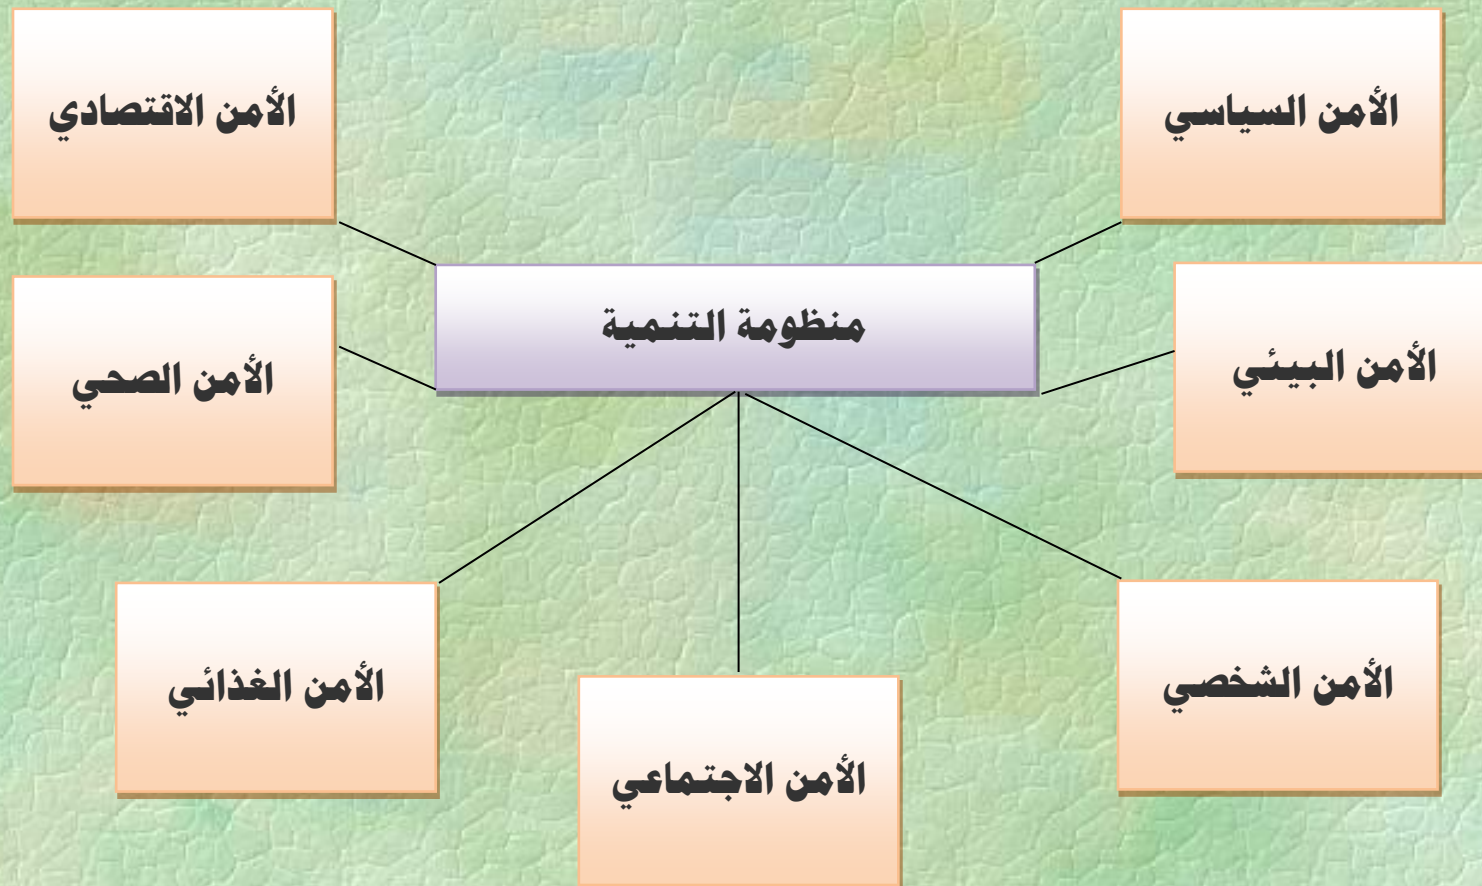 الأمن السياسي
الأمن الاقتصادي
منظومة التنمية
الأمن البيئي
الأمن الصحي
الأمن الشخصي
الأمن الغذائي
الأمن الاجتماعي